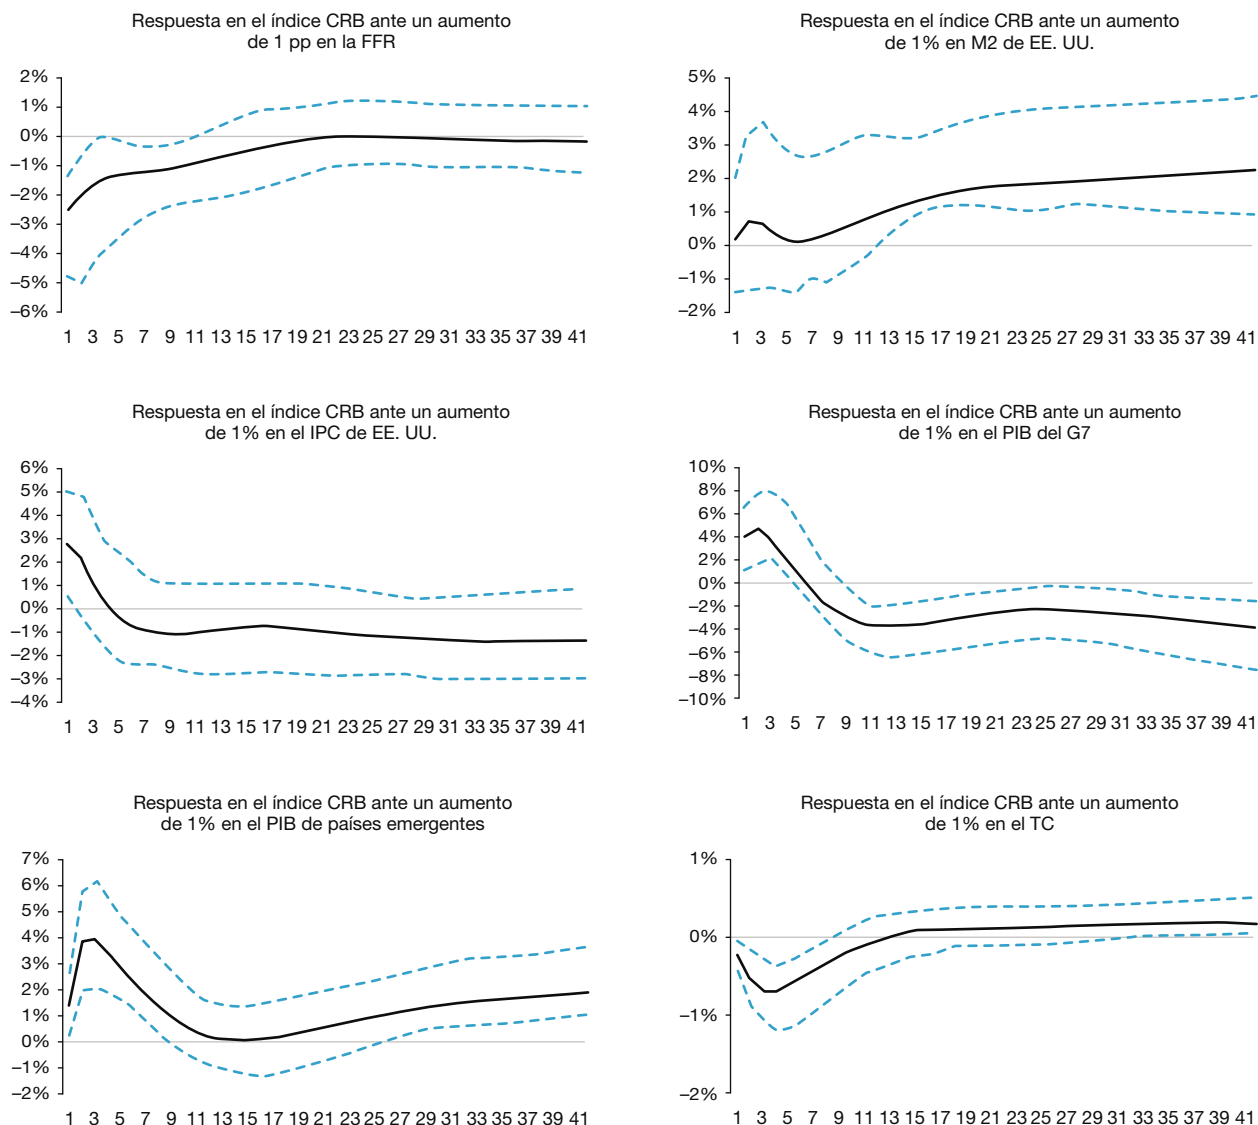 Respuesta en el índice CRB ante un aumento
de 1 pp en la FFR
2%
1%
0%
–1%
–2%
–3%
–4%
–5%
–6%
1 3 5 7 9 11 13 15 17 19 21 23 25 27 29 31 33 35 37 39 41
Respuesta en el índice CRB ante un aumento
de 1% en M2 de EE. UU.
5%
4%
3%
2%
1%
0%
–1%
–2%
1 3 5 7 9 11 13 15 17 19 21 23 25 27 29 31 33 35 37 39 41
Respuesta en el índice CRB ante un aumento
de 1% en el IPC de EE. UU.
6%
5%
4%
3%
2%
1%
0%
–1%
–2%
–3%
–4%
1 3 5 7 9 11 13 15 17 19 21 23 25 27 29 31 33 35 37 39 41
Respuesta en el índice CRB ante un aumento
de 1% en el PIB del G7
10%
8%
6%
4%
2%
0%
–2%
–4%
–6%
–8%
–10%
1 3 5 7 9 11 13 15 17 19 21 23 25 27 29 31 33 35 37 39 41
Respuesta en el índice CRB ante un aumento
de 1% en el PIB de países emergentes
7%
6%
5%
4%
3%
2%
1%
0%
–1%
–2%
1 3 5 7 9 11 13 15 17 19 21 23 25 27 29 31 33 35 37 39 41
Respuesta en el índice CRB ante un aumento
de 1% en el TC
1%
0%
–1%
–2%
1 3 5 7 9 11 13 15 17 19 21 23 25 27 29 31 33 35 37 39 41